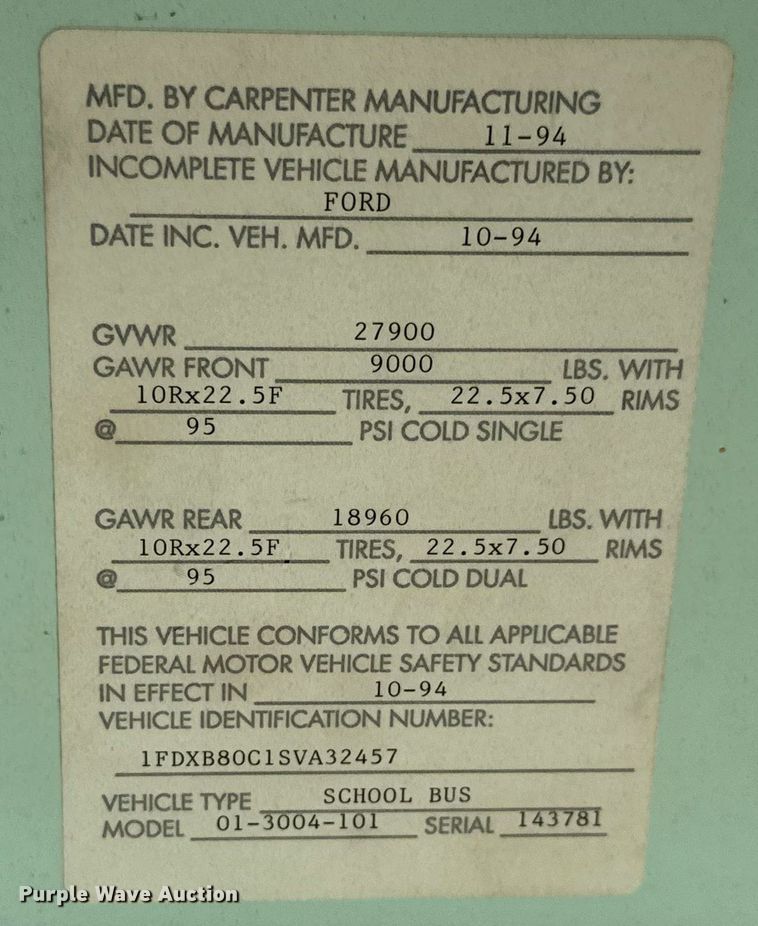 MFD. BY CARPENTER MANUFACTURING
DATE OF MANUFACTURE 11-94
INCOMPLETE VEHICLE MANUFACTURED BY:
FORD
DATE INC. VEH. MFD. 10-94
GVWR 27900
GAWR FRONT 9000 LBS. WITH
10Rx22.5F TIRES, 22.5x7.50 RIMS
@ 95 PSI COLD SINGLE
GAWR REAR 18960 LBS. WITH
10Rx22.5F TIRES, 22.5x7.50 RIMS
@ 95 PSI COLD DUAL
THIS VEHICLE CONFORMS TO ALL APPLICABLE
FEDERAL MOTOR VEHICLE SAFETY STANDARDS
IN EFFECT IN 10-94
VEHICLE IDENTIFICATION NUMBER:
1FDXB80C1SVA32457
VEHICLE TYPE SCHOOL BUS
MODEL 01-3004-101 SERIAL 143781
Purple Wave Auction